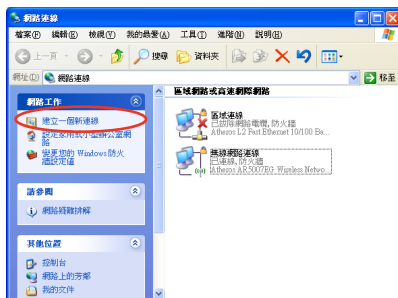 網路連線
檔案(F) 編輯(E) 檢視(V) 我的最愛(A) 工具(T) 進階(N) 說明(H)
上一頁 搜尋 資料夾
網址(D) 網路連線 移至
網路工作
建立一個新連線
設定家用或小型辦公室網路
變更您的 Windows 防火牆設定值
請參閱
網路疑難排解
其他位置
控制台
網路上的芳鄰
我的文件
區域網路或高速網際網路
區域連線
已拔除網路電纜, 防火牆
Atheros L2 Fast Ethernet 10/100 Ba...
無線網路連線
已連線, 防火牆
Atheros AR5007EG Wireless Netwo...